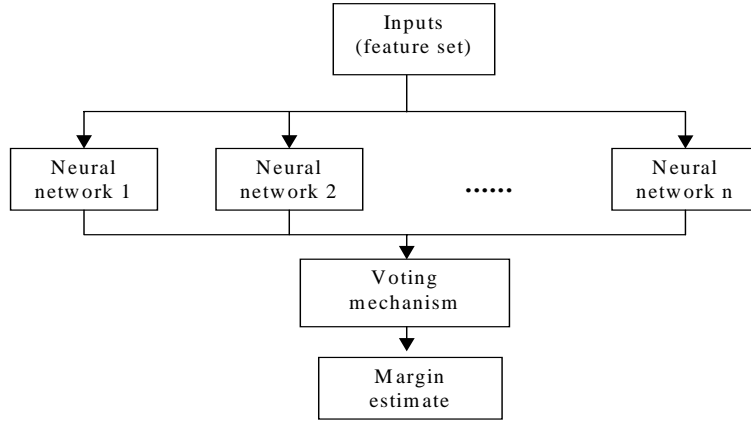 Inputs
(feature set)
Neural
network 1
Neural
network 2
......
Neural
network n
Voting
mechanism
Margin
estimate